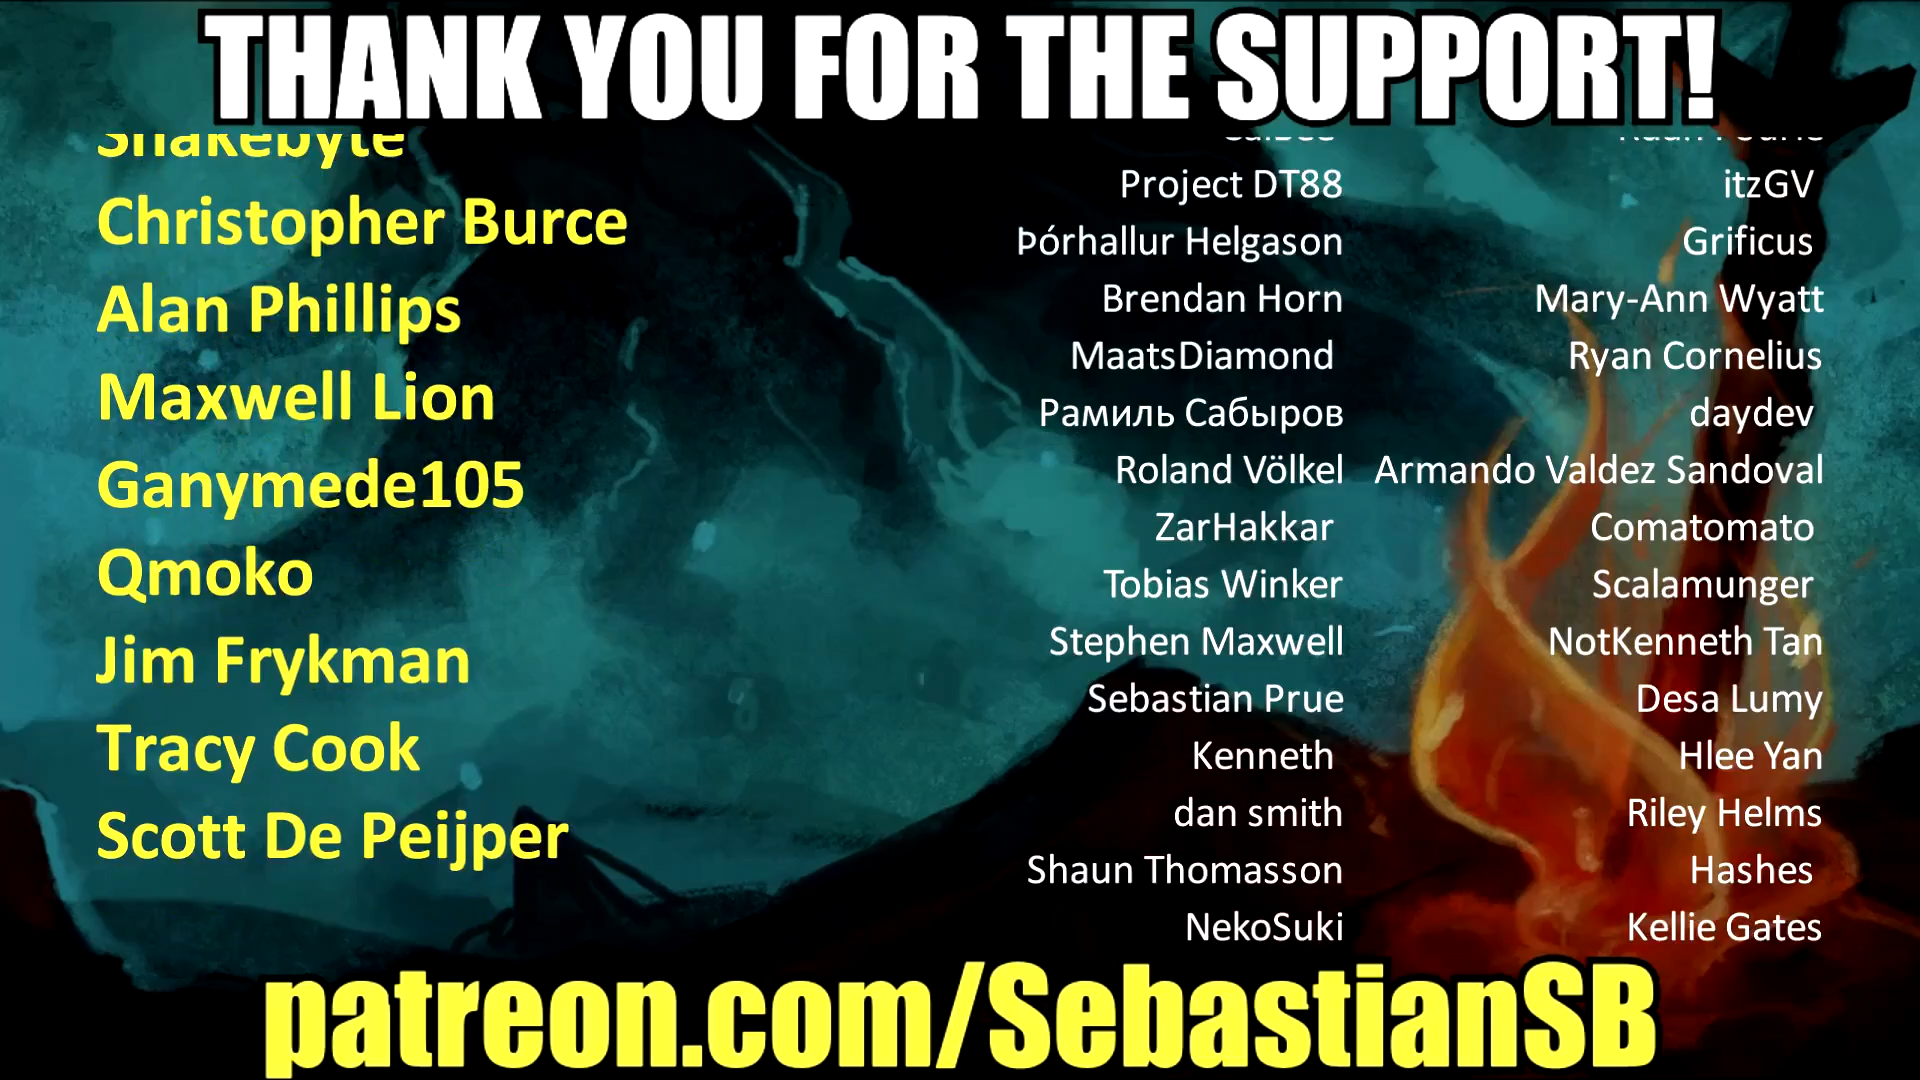 THANK YOU FOR THE SUPPORT!
Snakebyte
Christopher Burce
Alan Phillips
Maxwell Lion
Ganymede105
Qmoko
Jim Frykman
Tracy Cook
Scott De Peijper
Project DT88
Þórhallur Helgason
Brendan Horn
MaatsDiamond
Рамиль Сабыров
Roland Völkel
ZarHakkar
Tobias Winker
Stephen Maxwell
Sebastian Prue
Kenneth
dan smith
Shaun Thomasson
NekoSuki
itzGV
Grificus
Mary-Ann Wyatt
Ryan Cornelius
daydev
Armando Valdez Sandoval
Comatomato
Scalamunger
NotKenneth Tan
Desa Lumy
Hlee Yan
Riley Helms
Hashes
Kellie Gates
patreon.com/SebastianSB